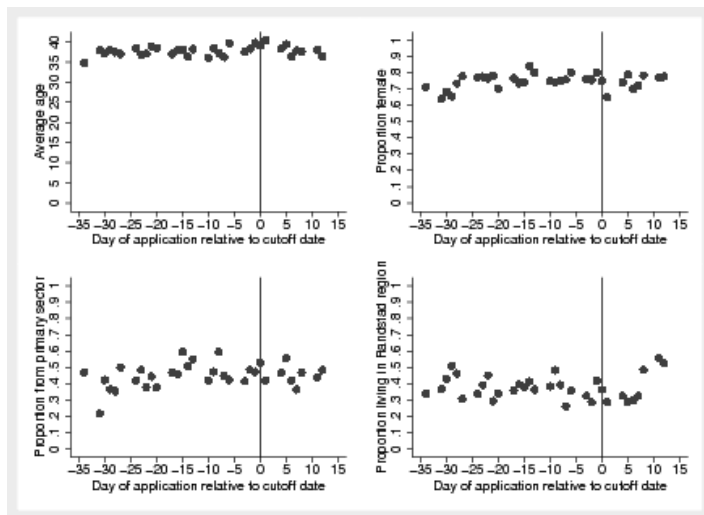 Average age
0 5 10 15 20 25 30 35 40
−35 −30 −25 −20 −15 −10 −5 0 5 10 15
Day of application relative to cutoff date
Proportion female
0 .1 .2 .3 .4 .5 .6 .7 .8 .9 1
−35 −30 −25 −20 −15 −10 −5 0 5 10 15
Day of application relative to cutoff date
Proportion from primary sector
0 .1 .2 .3 .4 .5 .6 .7 .8 .9 1
−35 −30 −25 −20 −15 −10 −5 0 5 10 15
Day of application relative to cutoff date
Proportion living in Randstad region
0 .1 .2 .3 .4 .5 .6 .7 .8 .9 1
−35 −30 −25 −20 −15 −10 −5 0 5 10 15
Day of application relative to cutoff date